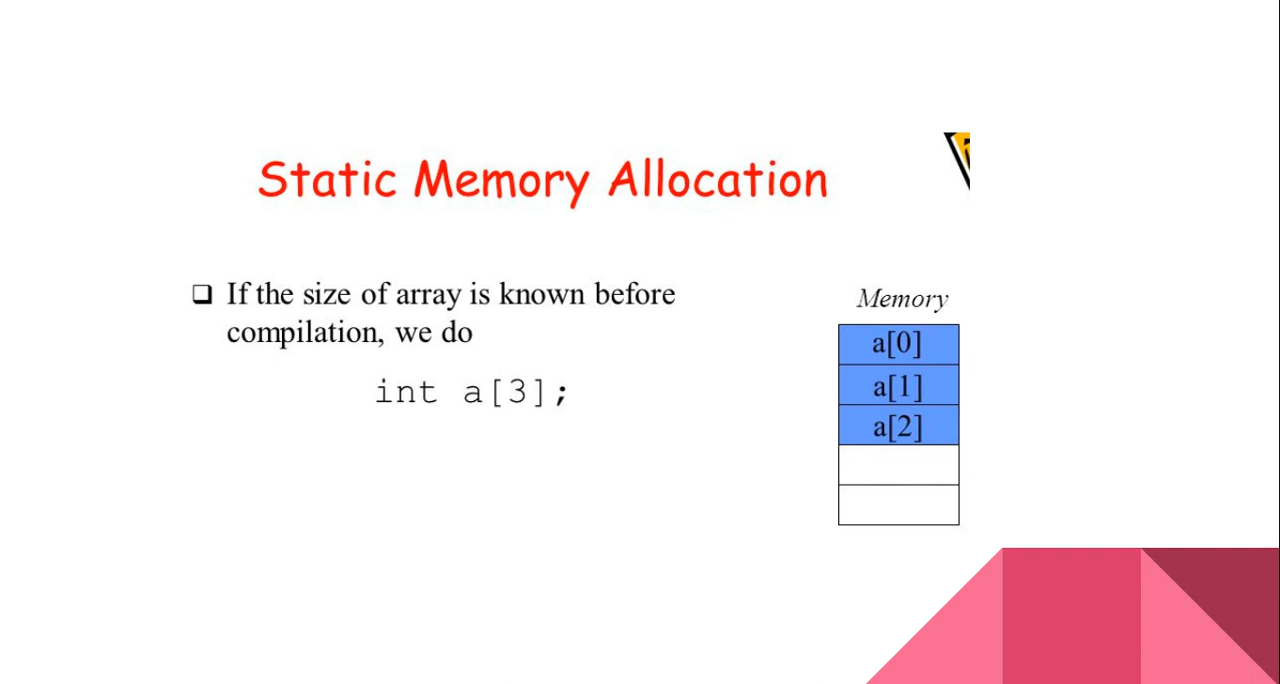 Static Memory Allocation
If the size of array is known before
compilation, we do
int a[3];
Memory
a[0]
a[1]
a[2]